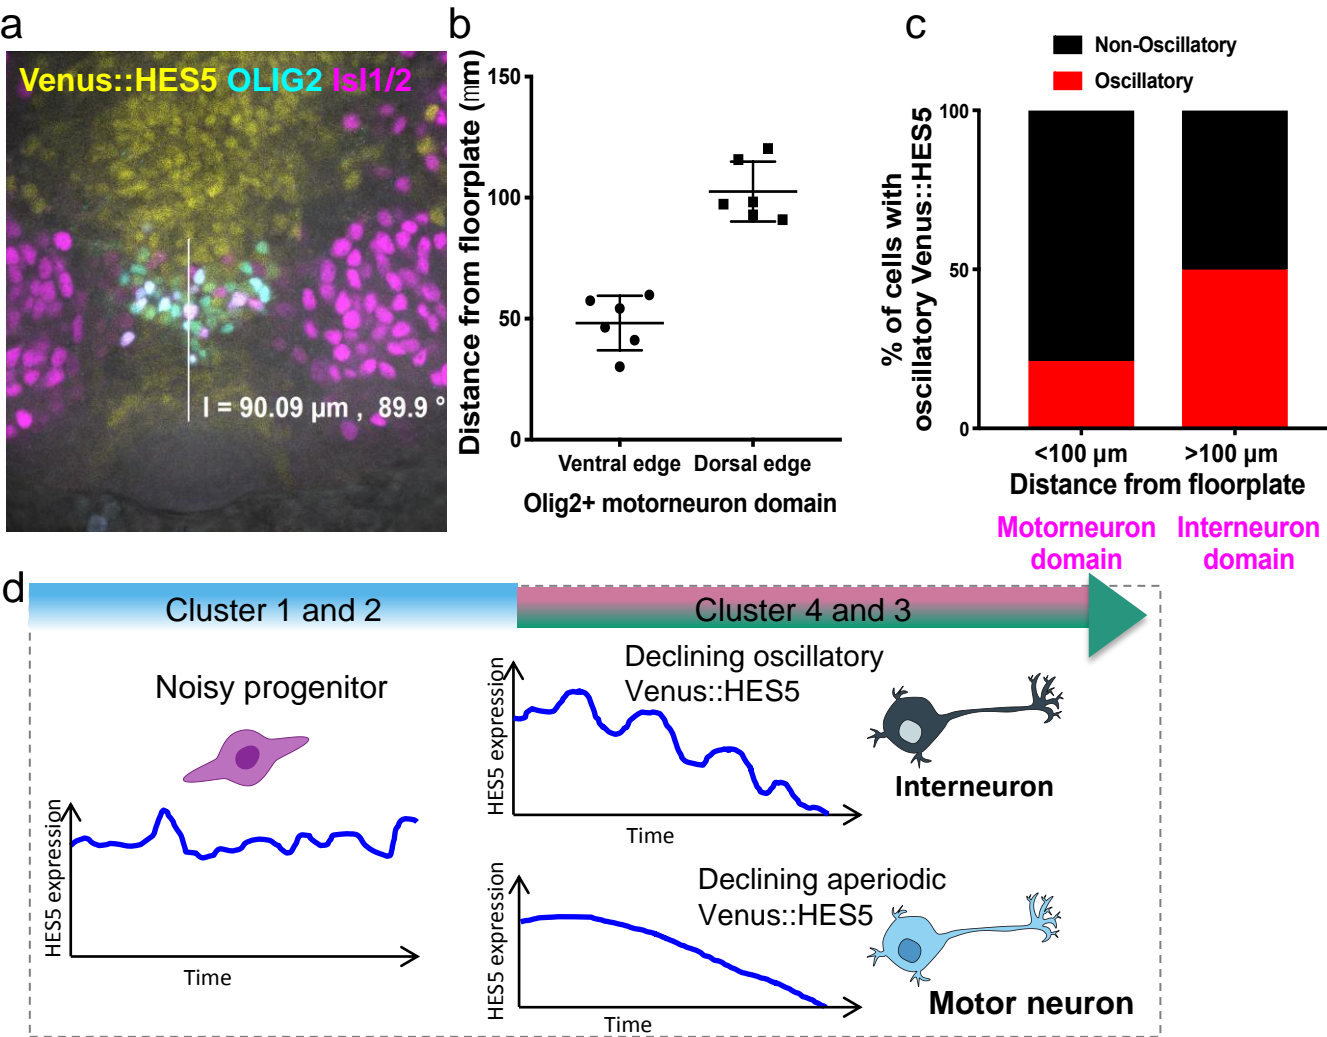 a
Venus::HES5 OLIG2 Isl1/2
l = 90.09 µm , 89.9 °
b
Distance from floorplate (mm)
150
100
50
0
Ventral edge Dorsal edge
Olig2+ motorneuron domain
c
Non-Oscillatory
Oscillatory
% of cells with
oscillatory Venus::HES5
100
50
0
<100 µm >100 µm
Distance from floorplate
Motorneuron
domain
Interneuron
domain
d
Cluster 1 and 2
Cluster 4 and 3
Noisy progenitor
HES5 expression
Time
Declining oscillatory
Venus::HES5
HES5 expression
Time
Interneuron
Declining aperiodic
Venus::HES5
HES5 expression
Time
Motor neuron